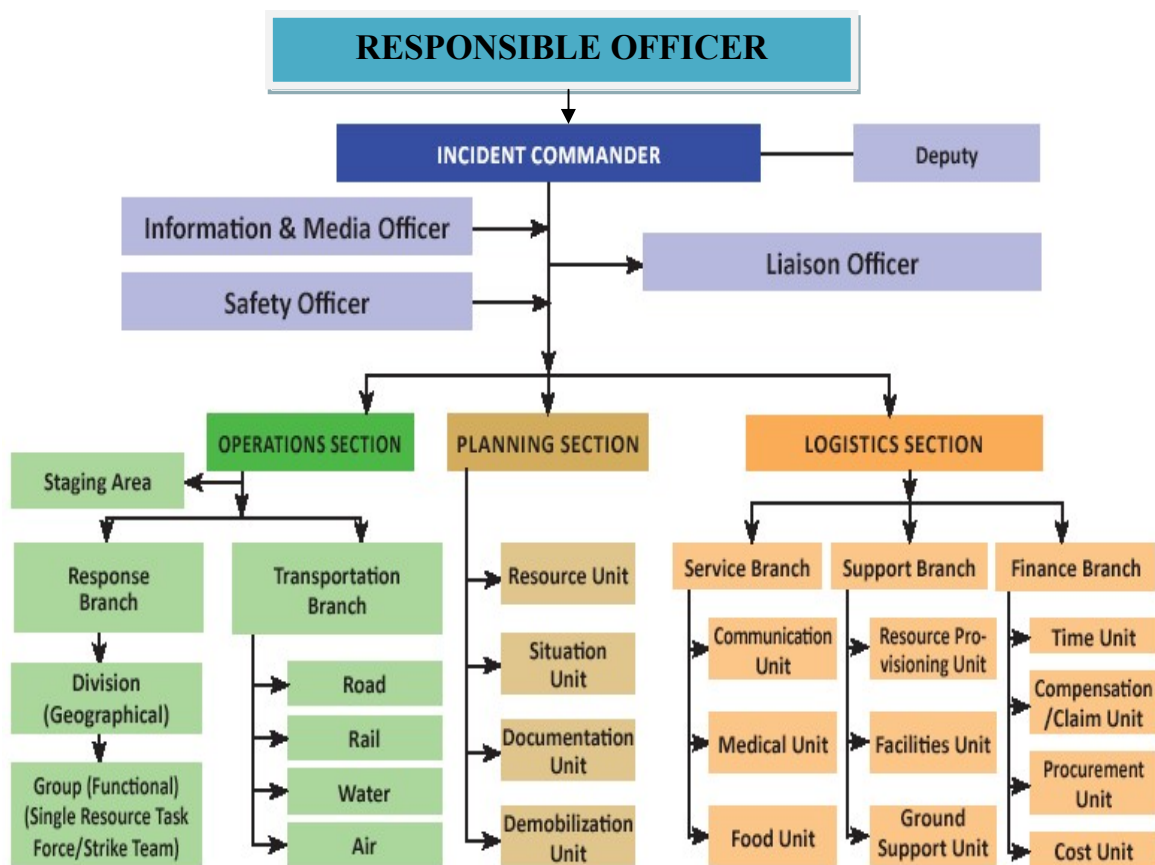 RESPONSIBLE OFFICER
INCIDENT COMMANDER
Deputy
Information & Media Officer
Liaison Officer
Safety Officer
OPERATIONS SECTION
PLANNING SECTION
LOGISTICS SECTION
Staging Area
Response
Branch
Transportation
Branch
Division
(Geographical)
Group (Functional)
(Single Resource Task
Force/Strike Team)
Road
Rail
Water
Air
Resource Unit
Situation
Unit
Documentation
Unit
Demobilization
Unit
Service Branch
Support Branch
Finance Branch
Communication
Unit
Medical Unit
Food Unit
Resource Pro-
visioning Unit
Facilities Unit
Ground
Support Unit
Time Unit
Compensation
/Claim Unit
Procurement
Unit
Cost Unit